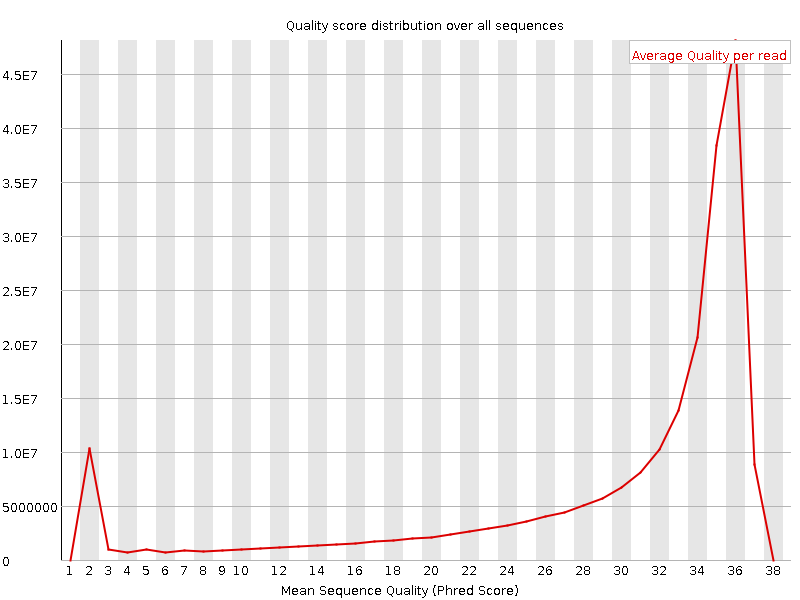 Quality score distribution over all sequences
Average Quality per read
4.5E7
4.0E7
3.5E7
3.0E7
2.5E7
2.0E7
1.5E7
1.0E7
5000000
0
1 2 3 4 5 6 7 8 9 10 12 14 16 18 20 22 24 26 28 30 32 34 36 38
Mean Sequence Quality (Phred Score)